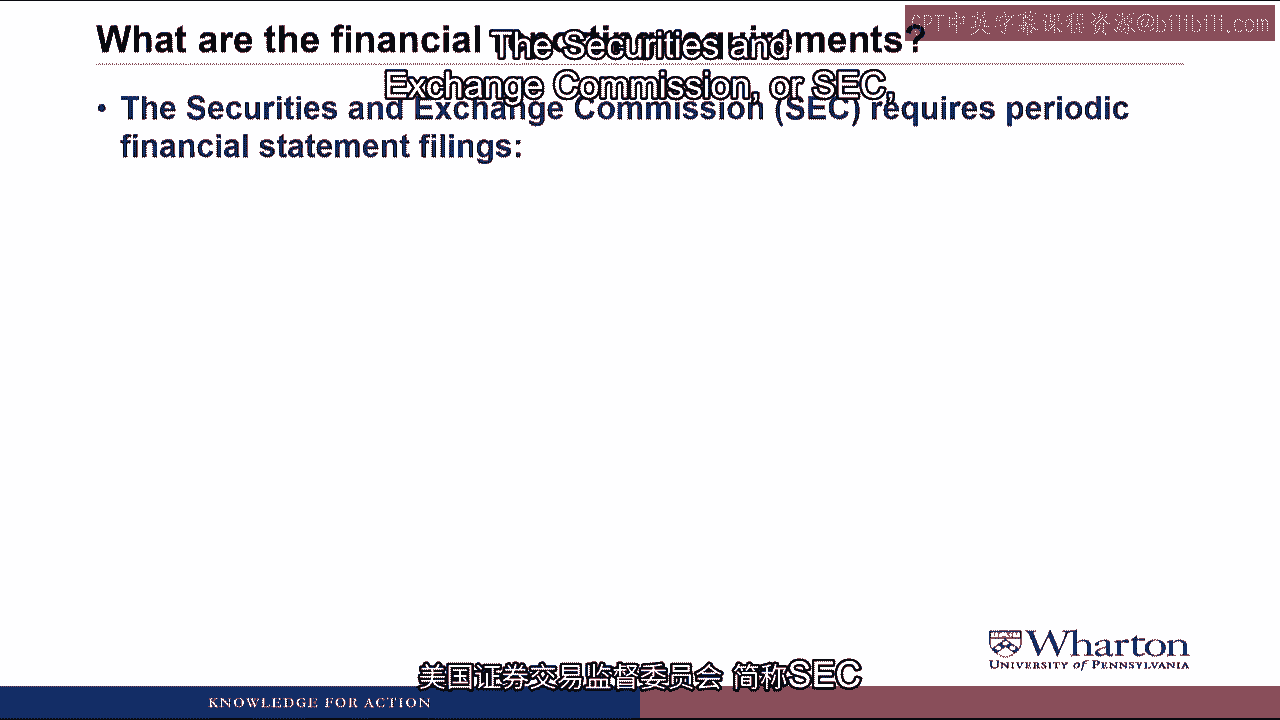 What are the financial reporting requirements?
The Securities and
Exchange Commission, or SEC,
• The Securities and Exchange Commission (SEC) requires periodic
financial statement filings:
GPT中英字幕课程资源@bilibili.com
Wharton
UNIVERSITY of PENNSYLVANIA
美国证券交易监督委员会 简称SEC
KNOWLEDGE FOR ACTION